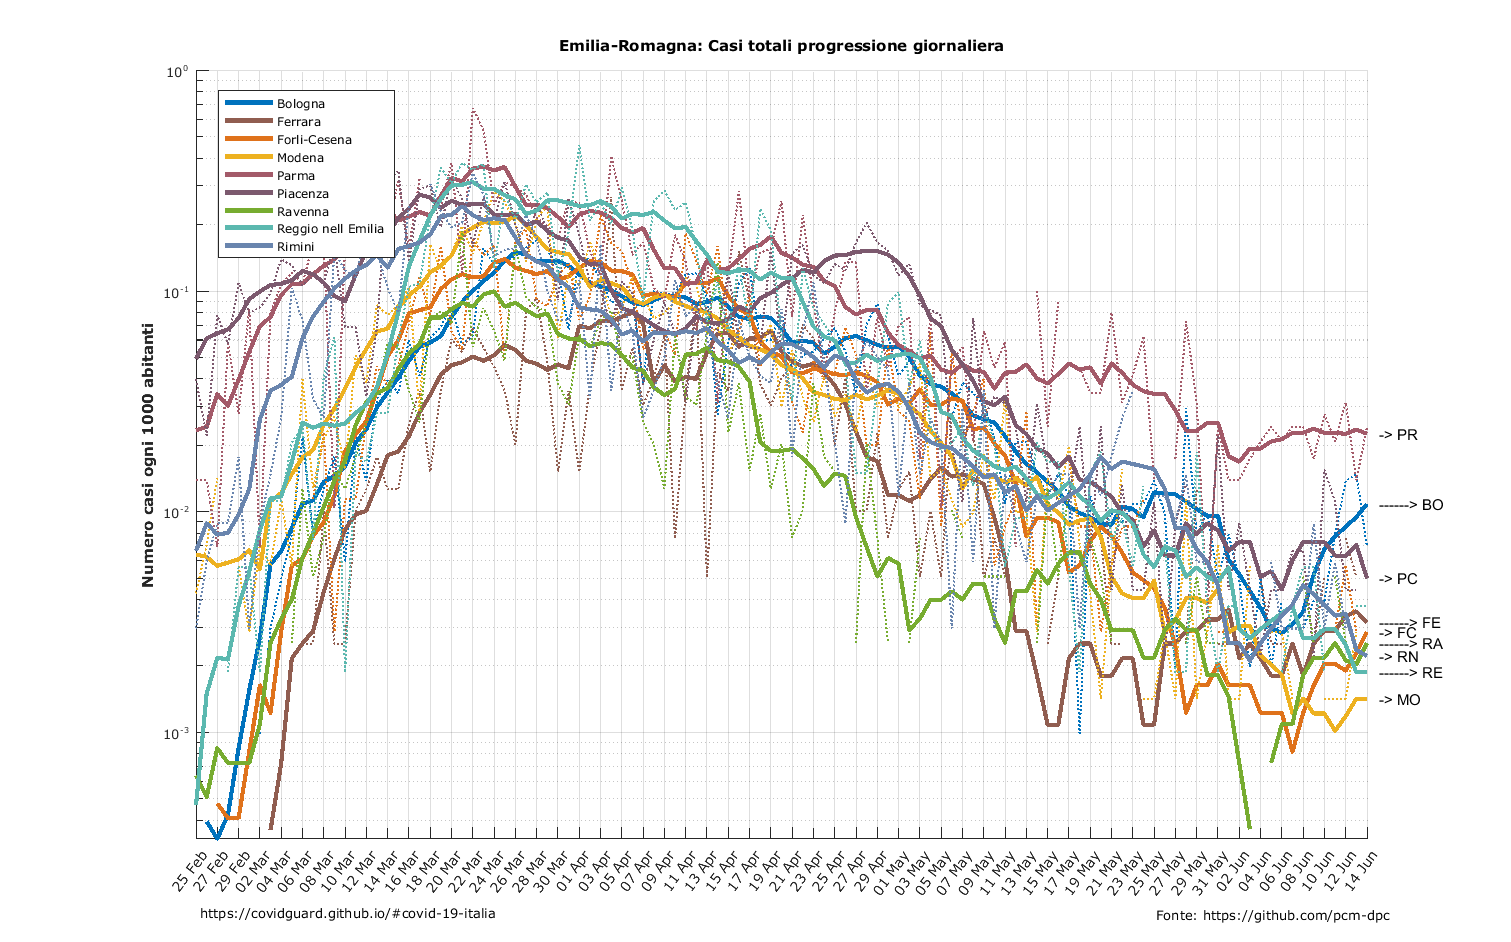 Emilia-Romagna: Casi totali progressione giornaliera
Numero casi ogni 1000 abitanti
10⁰
10⁻¹
10⁻²
10⁻³
Bologna
Ferrara
Forli-Cesena
Modena
Parma
Piacenza
Ravenna
Reggio nell Emilia
Rimini
-> PR
------> BO
-> PC
------> FE
-> FC
------> RA
-> RN
------> RE
-> MO
25 Feb
27 Feb
29 Feb
02 Mar
04 Mar
06 Mar
08 Mar
10 Mar
12 Mar
14 Mar
16 Mar
18 Mar
20 Mar
22 Mar
24 Mar
26 Mar
28 Mar
30 Mar
01 Apr
03 Apr
05 Apr
07 Apr
09 Apr
11 Apr
13 Apr
15 Apr
17 Apr
19 Apr
21 Apr
23 Apr
25 Apr
27 Apr
29 Apr
01 May
03 May
05 May
07 May
09 May
11 May
13 May
15 May
17 May
19 May
21 May
23 May
25 May
27 May
29 May
31 May
02 Jun
04 Jun
06 Jun
08 Jun
10 Jun
12 Jun
14 Jun
https://covidguard.github.io/#covid-19-italia
Fonte: https://github.com/pcm-dpc